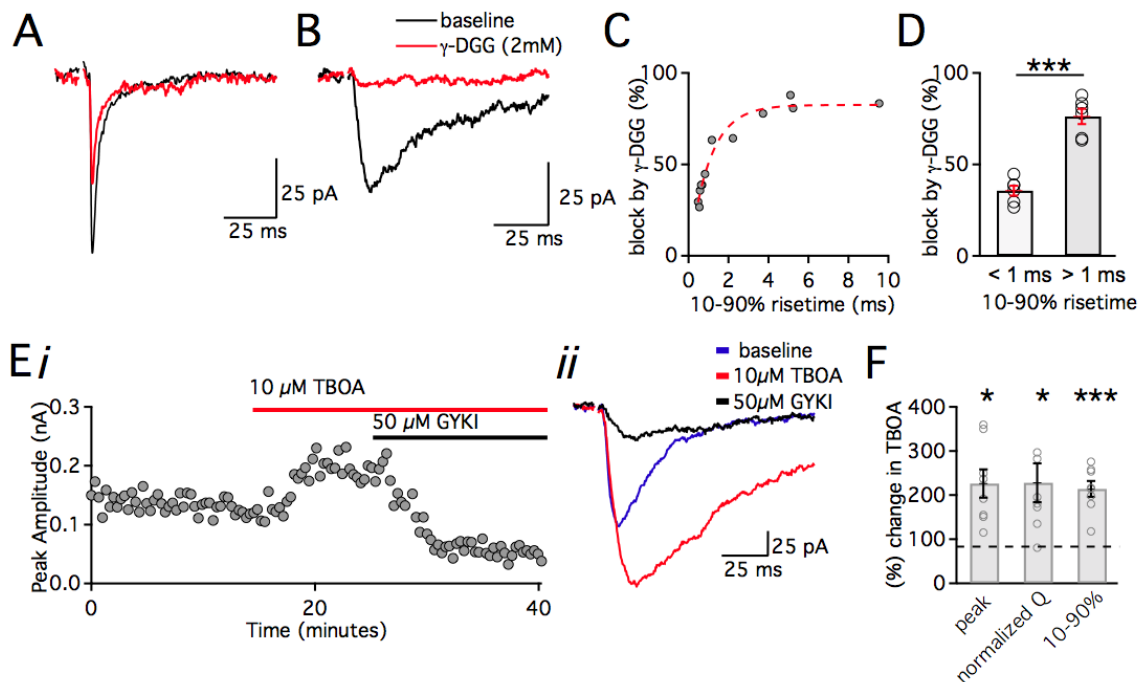 A
B
baseline
γ-DGG (2mM)
25 pA
25 ms
25 pA
25 ms
C
block by γ-DGG (%)
100
50
0
0 2 4 6 8 10
10-90% risetime (ms)
D
block by γ-DGG (%)
100
50
0
***
< 1 ms > 1 ms
10-90% risetime
Ei
10 µM TBOA
50 µM GYKI
Peak Amplitude (nA)
0.3
0.2
0.1
0.0
0 20 40
Time (minutes)
ii
baseline
10µM TBOA
50µM GYKI
25 pA
25 ms
F
(%) change in TBOA
400
300
200
100
0
* * ***
peak
normalized Q
10-90%